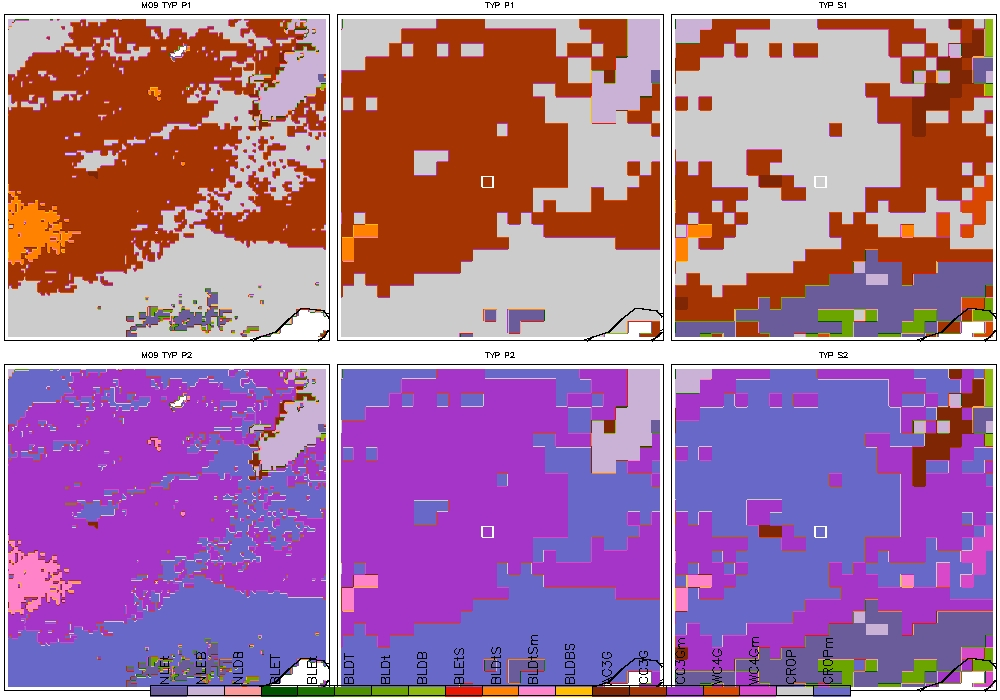 M09 TYP P1
TYP P1
TYP S1
M09 TYP P2
TYP P2
TYP S2
NLEt
NLEB
NLDB
BLET
BLEt
BLDT
BLDt
BLDB
BLEtS
BLDtS
BLDtSm
BLDBS
C3G
CC3G
CC3Gm
WC4G
WC4Gm
CROP
CROPm